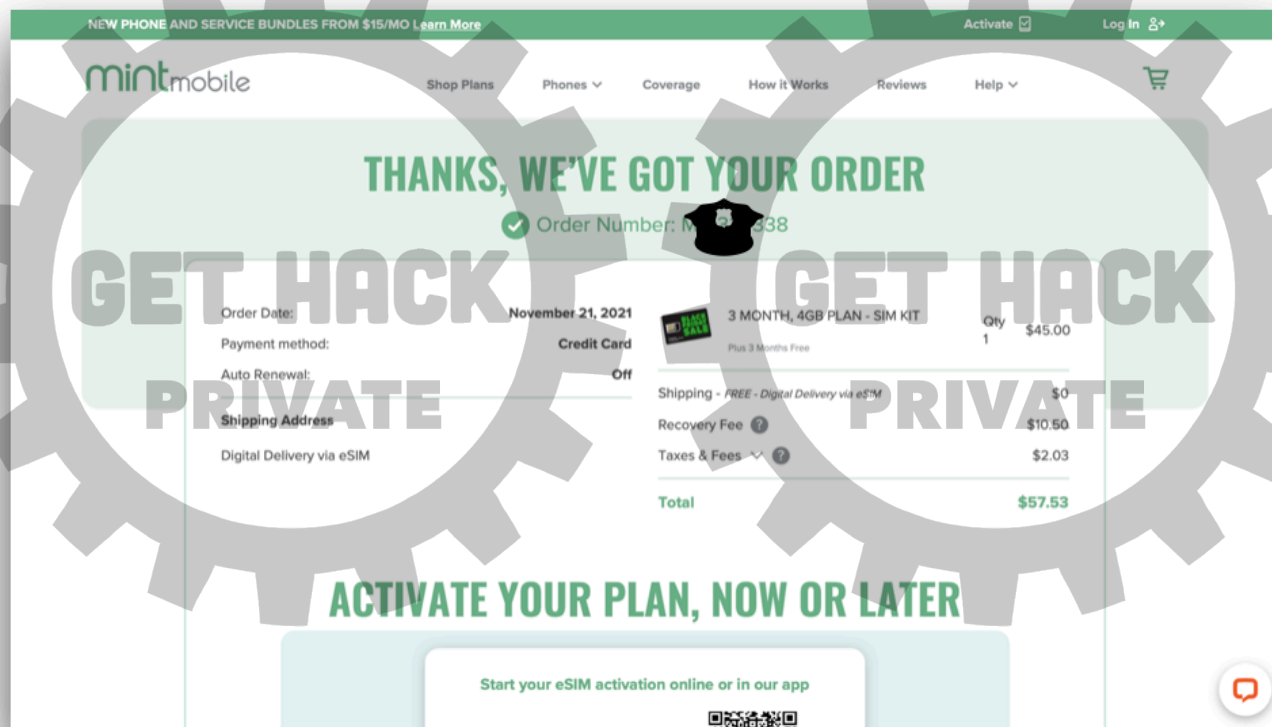 NEW PHONE AND SERVICE BUNDLES FROM $15/MO Learn More
Activate
Log In
mintmobile
Shop Plans
Phones
Coverage
How it Works
Reviews
Help
THANKS, WE'VE GOT YOUR ORDER
Order Number:
GET HACK
PRIVATE
GET HACK
PRIVATE
Order Date: November 21, 2021
Payment method: Credit Card
Auto Renewal: Off
Shipping Address
Digital Delivery via eSIM
3 MONTH, 4GB PLAN - SIM KIT
Plus 3 Months Free
Qty
1
$45.00
Shipping - FREE - Digital Delivery via eSIM $0
Recovery Fee ? $10.50
Taxes & Fees ? $2.03
Total $57.53
ACTIVATE YOUR PLAN, NOW OR LATER
Start your eSIM activation online or in our app